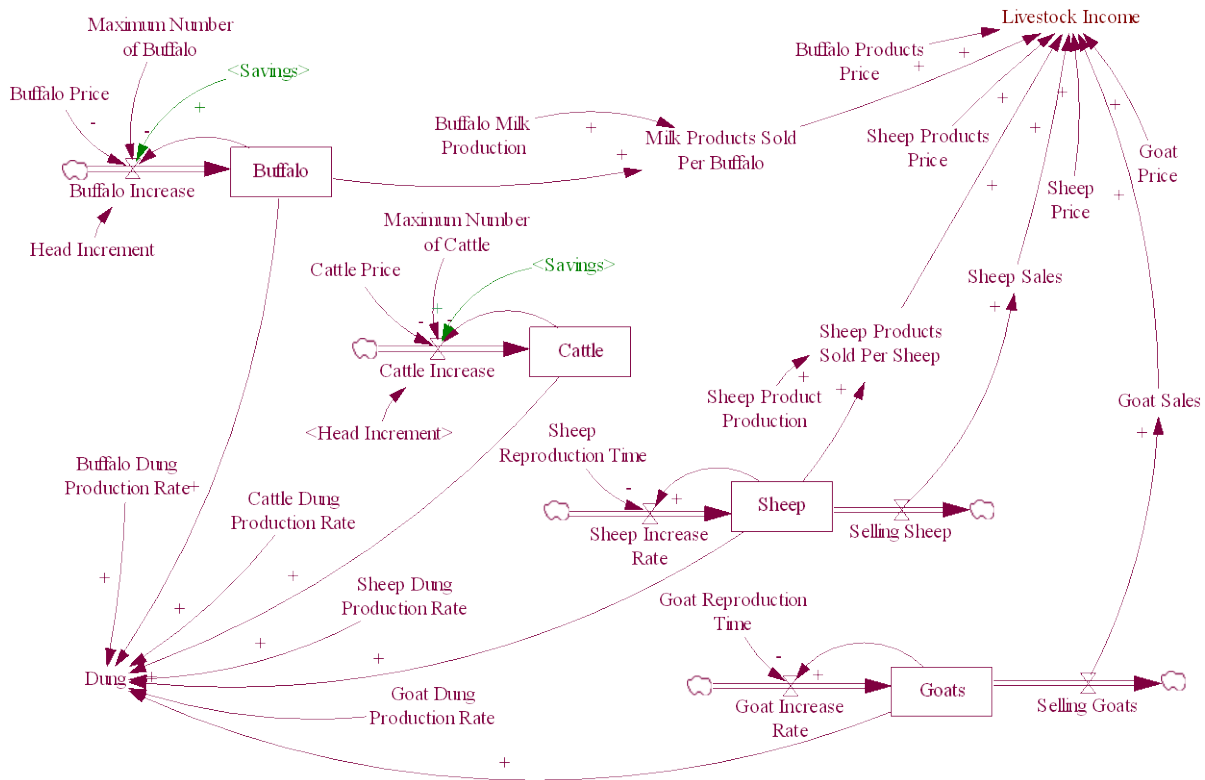 Livestock Income
Maximum Number
of Buffalo
Buffalo Products
Price
<Savings>
Buffalo Price
Buffalo Milk
Production
Milk Products Sold
Per Buffalo
Sheep Products
Price
Goat
Price
Buffalo
Buffalo Increase
Sheep
Price
Head Increment
Maximum Number
of Cattle
Cattle Price
<Savings>
Sheep Sales
Sheep Products
Sold Per Sheep
Cattle
Cattle Increase
Sheep Product
Production
Goat Sales
<Head Increment>
Sheep
Reproduction Time
Buffalo Dung
Production Rate
Cattle Dung
Production Rate
Sheep
Sheep Increase
Rate
Selling Sheep
Sheep Dung
Production Rate
Goat Reproduction
Time
Dung
Goat Dung
Production Rate
Goats
Goat Increase
Rate
Selling Goats